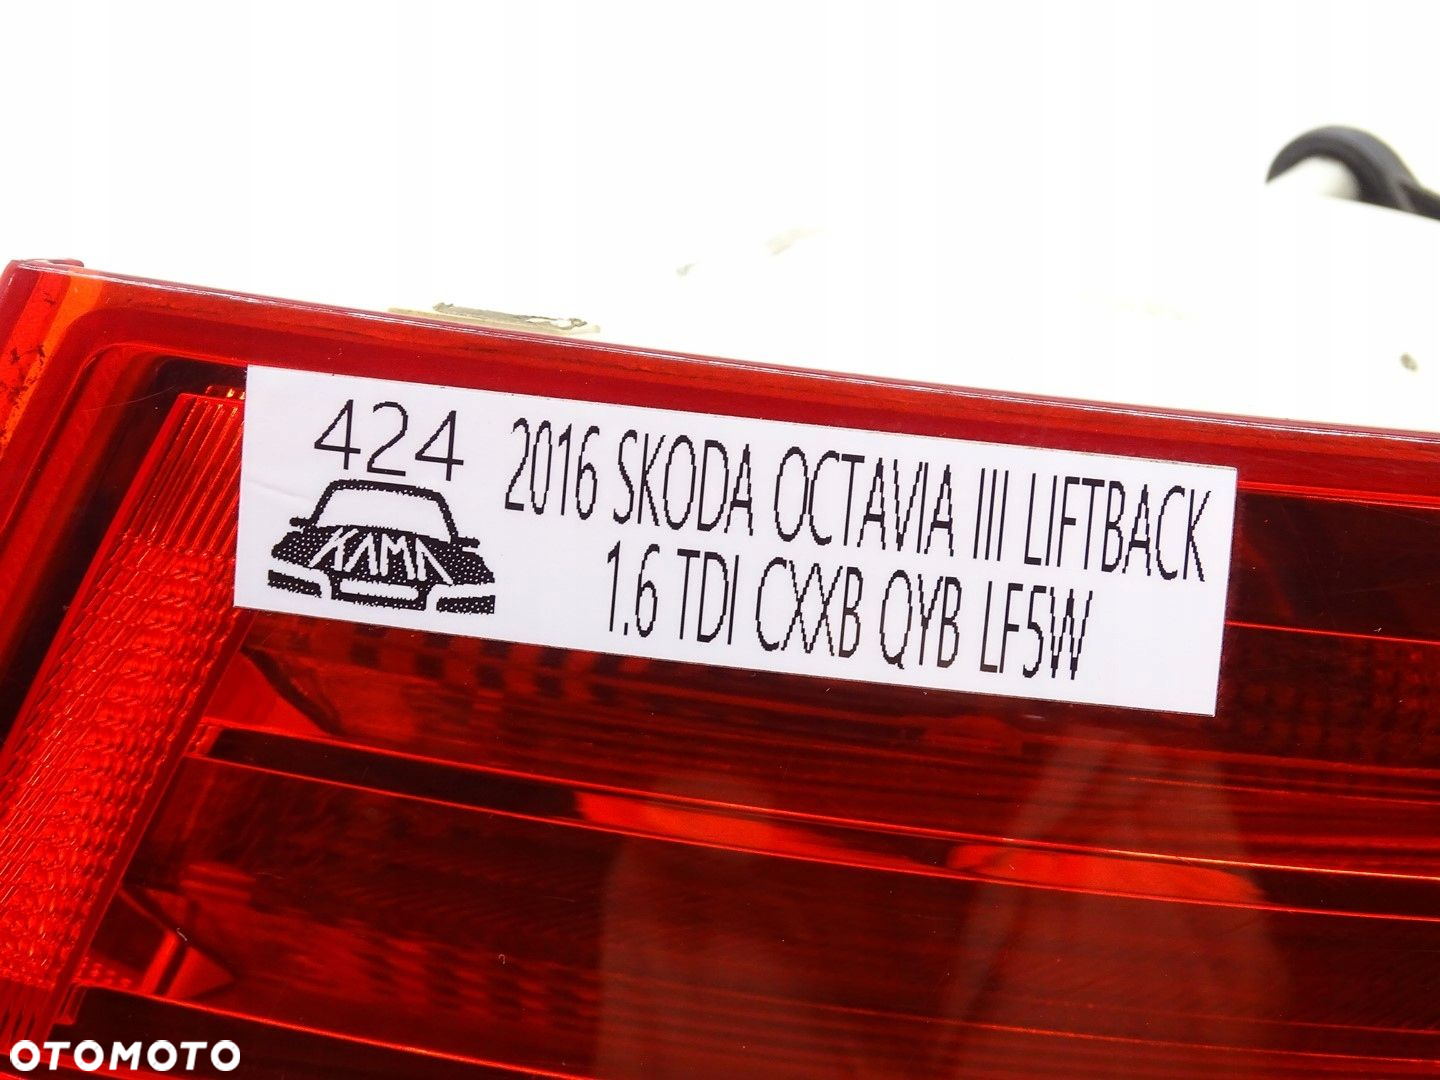 424
KAMA
2016 SKODA OCTAVIA III LIFTBACK
1.6 TDI CXXB QYB LF5W
OTOMOTO